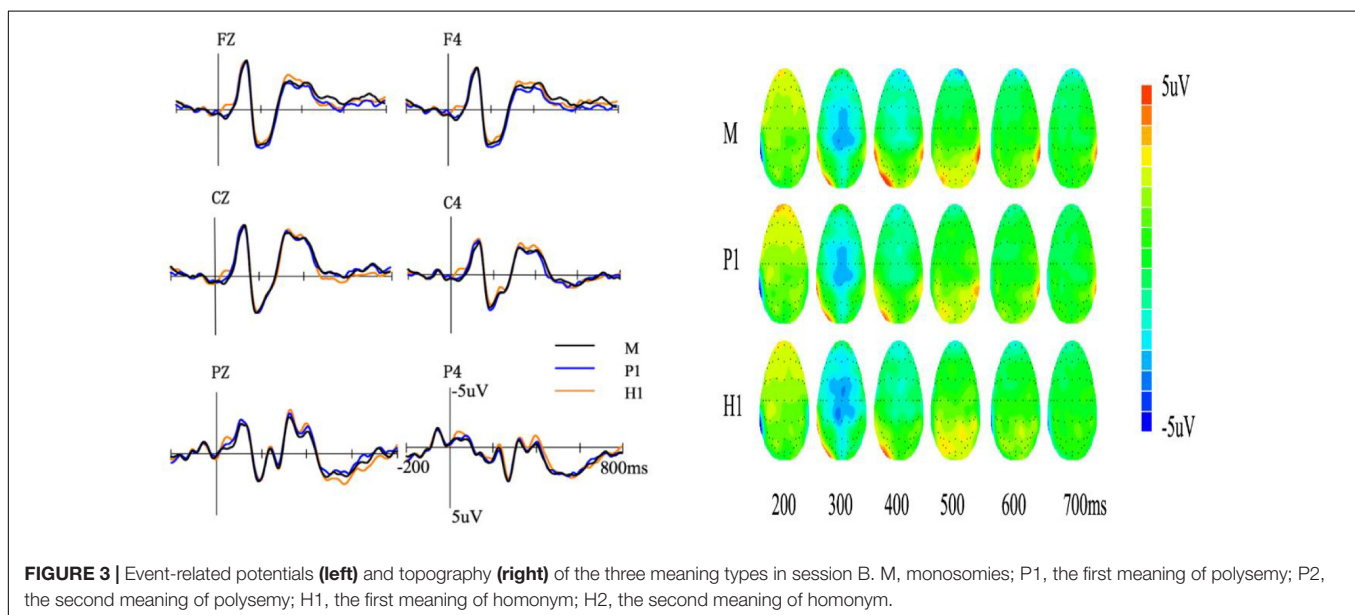 FZ F4
CZ C4
M
P1
H1
PZ P4
-5uV
-200 800ms
5uV
5uV
M
P1
H1
-5uV
200 300 400 500 600 700ms
FIGURE 3 | Event-related potentials (left) and topography (right) of the three meaning types in session B. M, monosomies; P1, the first meaning of polysemy; P2,
the second meaning of polysemy; H1, the first meaning of homonym; H2, the second meaning of homonym.